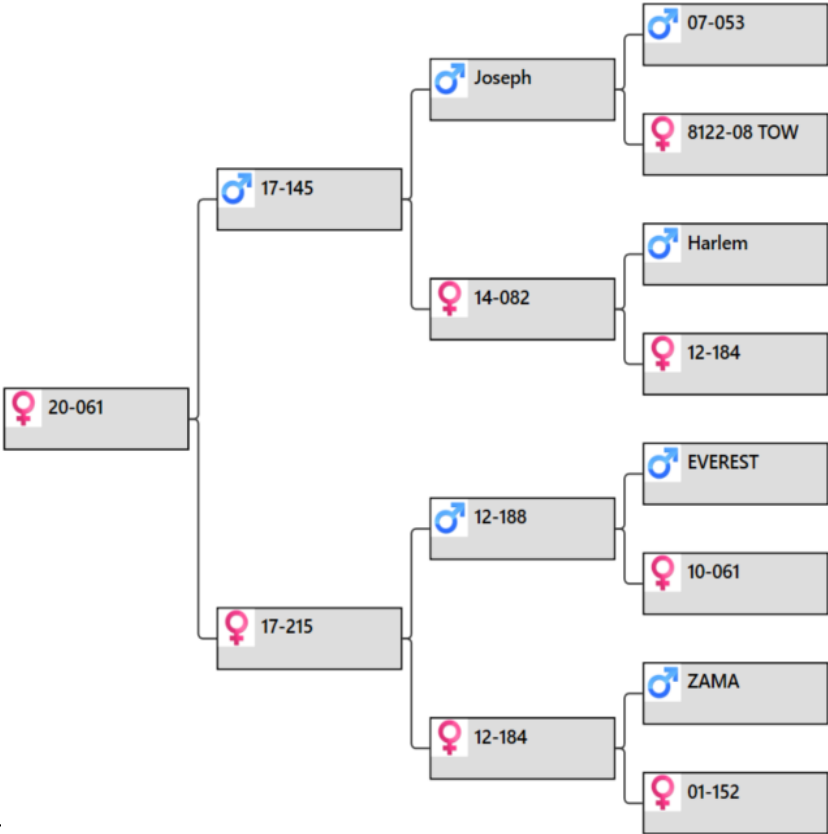 07-053
Joseph
8122-08 TOW
17-145
Harlem
14-082
12-184
20-061
EVEREST
12-188
10-061
17-215
ZAMA
12-184
01-152